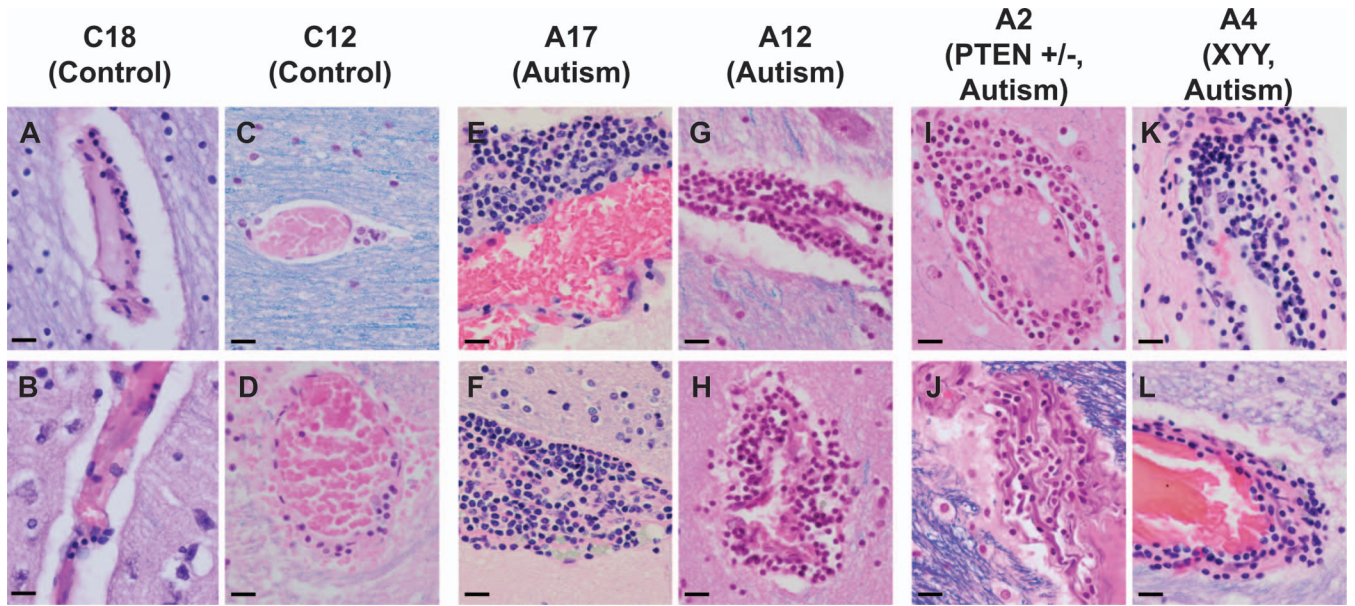 C18
(Control)
C12
(Control)
A17
(Autism)
A12
(Autism)
A2
(PTEN +/-,
Autism)
A4
(XYY,
Autism)
A
C
E
G
I
K
B
D
F
H
J
L